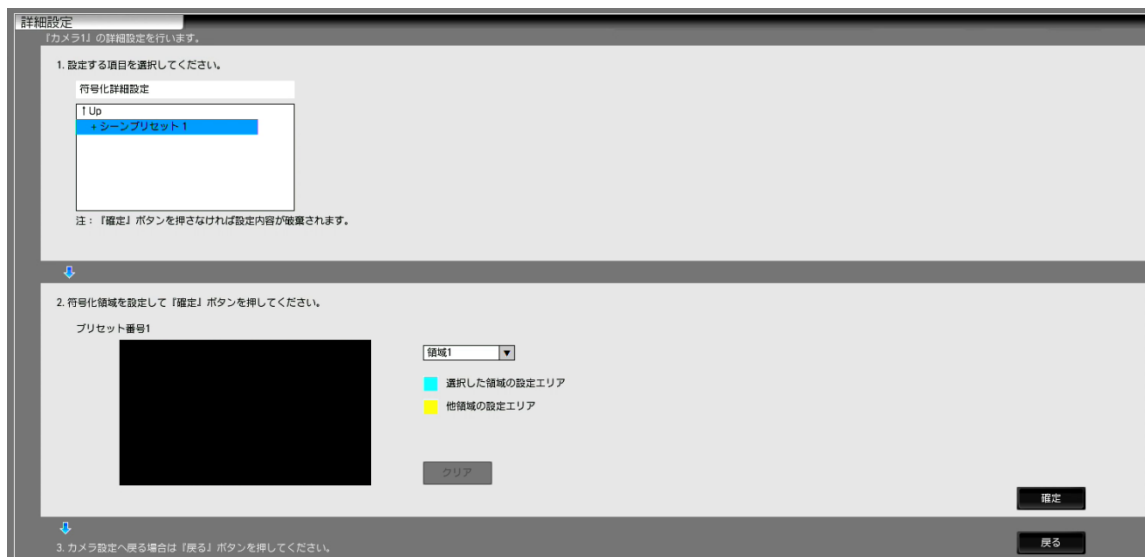 詳細設定
『カメラ1』の詳細設定を行います。
1. 設定する項目を選択してください。
符号化詳細設定
↑Up
+ シーンプリセット 1
注：『確定』ボタンを押さなければ設定内容が破棄されます。
2. 符号化領域を設定して『確定』ボタンを押してください。
プリセット番号1
領域1
選択した領域の設定エリア
他領域の設定エリア
クリア
確定
3. カメラ設定へ戻る場合は『戻る』ボタンを押してください。
戻る